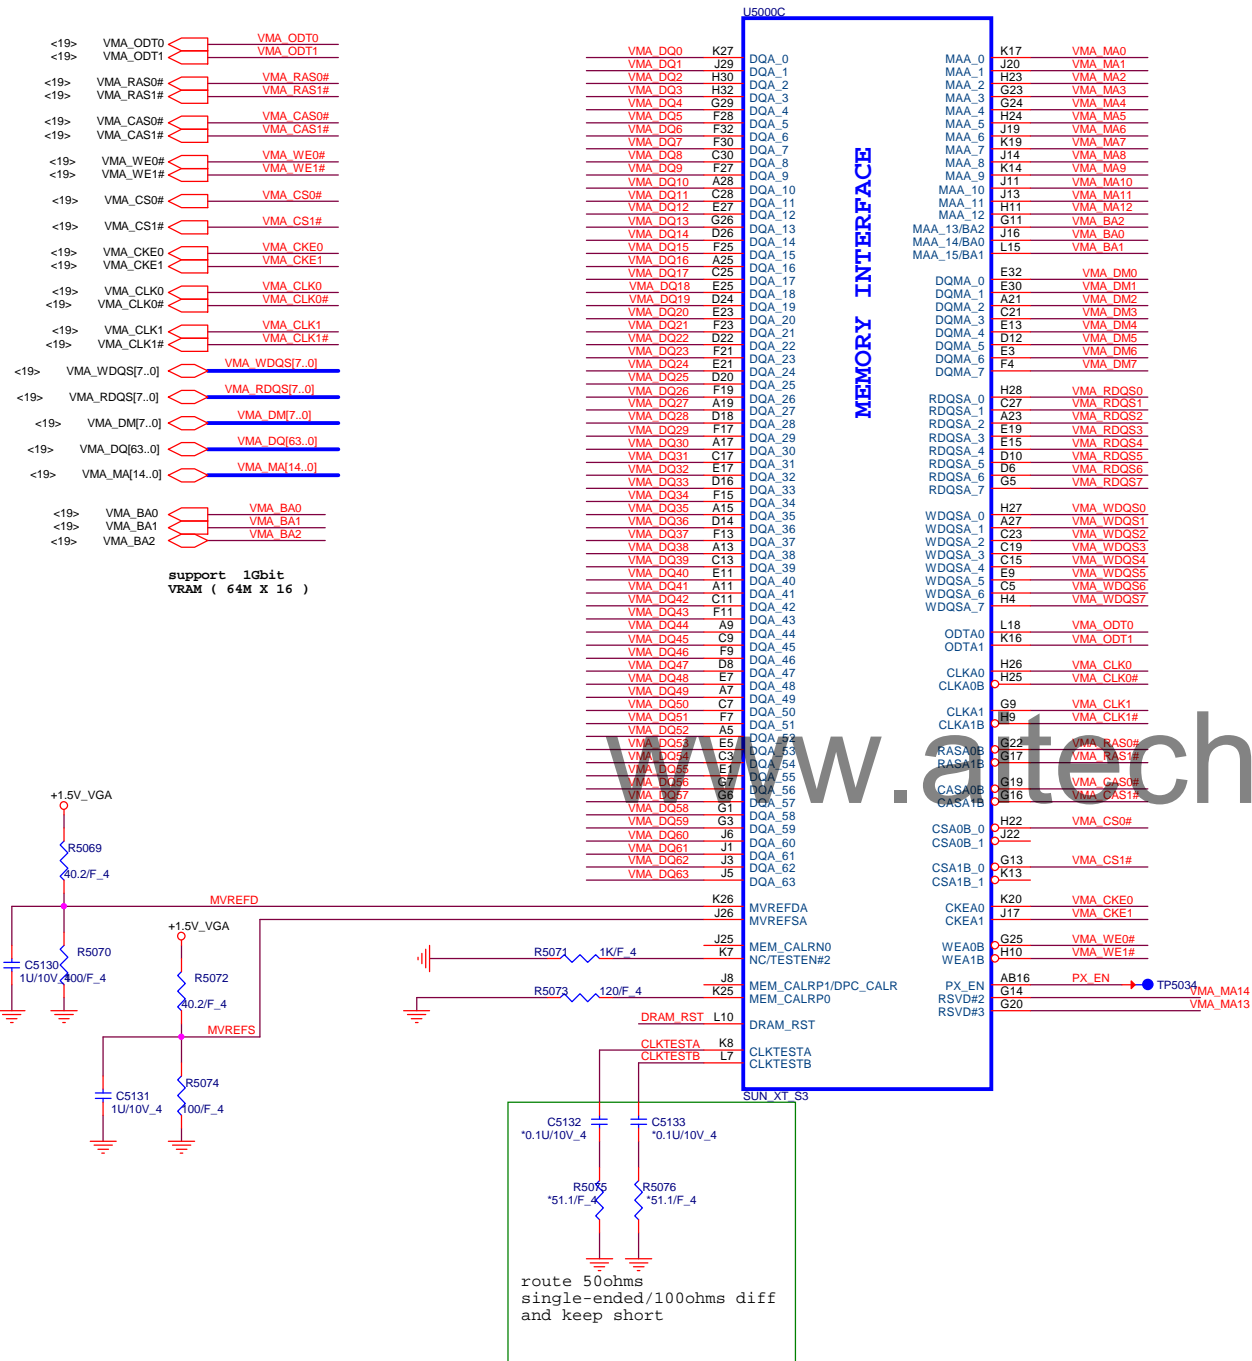 U5000C
<19> VMA_ODT0 VMA_ODT0
<19> VMA_ODT1 VMA_ODT1
<19> VMA_RAS0# VMA_RAS0#
<19> VMA_RAS1# VMA_RAS1#
<19> VMA_CAS0# VMA_CAS0#
<19> VMA_CAS1# VMA_CAS1#
<19> VMA_WE0# VMA_WE0#
<19> VMA_WE1# VMA_WE1#
<19> VMA_CS0# VMA_CS0#
<19> VMA_CS1# VMA_CS1#
<19> VMA_CKE0 VMA_CKE0
<19> VMA_CKE1 VMA_CKE1
<19> VMA_CLK0 VMA_CLK0
<19> VMA_CLK0# VMA_CLK0#
<19> VMA_CLK1 VMA_CLK1
<19> VMA_CLK1# VMA_CLK1#
<19> VMA_WDQS[7..0] VMA_WDQS[7..0]
<19> VMA_RDQS[7..0] VMA_RDQS[7..0]
<19> VMA_DM[7..0] VMA_DM[7..0]
<19> VMA_DQ[63..0] VMA_DQ[63..0]
<19> VMA_MA[14..0] VMA_MA[14..0]
<19> VMA_BA0 VMA_BA0
<19> VMA_BA1 VMA_BA1
<19> VMA_BA2 VMA_BA2
support 1Gbit
VRAM ( 64M X 16 )
VMA_DQ0 K27 DQA_0
VMA_DQ1 J29 DQA_1
VMA_DQ2 H30 DQA_2
VMA_DQ3 H32 DQA_3
VMA_DQ4 G29 DQA_4
VMA_DQ5 F28 DQA_5
VMA_DQ6 F32 DQA_6
VMA_DQ7 F30 DQA_7
VMA_DQ8 C30 DQA_8
VMA_DQ9 F27 DQA_9
VMA_DQ10 A28 DQA_10
VMA_DQ11 C28 DQA_11
VMA_DQ12 E27 DQA_12
VMA_DQ13 G26 DQA_13
VMA_DQ14 D26 DQA_14
VMA_DQ15 F25 DQA_15
VMA_DQ16 A25 DQA_16
VMA_DQ17 C25 DQA_17
VMA_DQ18 E25 DQA_18
VMA_DQ19 D24 DQA_19
VMA_DQ20 E23 DQA_20
VMA_DQ21 F23 DQA_21
VMA_DQ22 D22 DQA_22
VMA_DQ23 F21 DQA_23
VMA_DQ24 E21 DQA_24
VMA_DQ25 D20 DQA_25
VMA_DQ26 F19 DQA_26
VMA_DQ27 A19 DQA_27
VMA_DQ28 D18 DQA_28
VMA_DQ29 F17 DQA_29
VMA_DQ30 A17 DQA_30
VMA_DQ31 C17 DQA_31
VMA_DQ32 E17 DQA_32
VMA_DQ33 D16 DQA_33
VMA_DQ34 F15 DQA_34
VMA_DQ35 A15 DQA_35
VMA_DQ36 D14 DQA_36
VMA_DQ37 F13 DQA_37
VMA_DQ38 A13 DQA_38
VMA_DQ39 C13 DQA_39
VMA_DQ40 E11 DQA_40
VMA_DQ41 A11 DQA_41
VMA_DQ42 C11 DQA_42
VMA_DQ43 F11 DQA_43
VMA_DQ44 A9 DQA_44
VMA_DQ45 C9 DQA_45
VMA_DQ46 F9 DQA_46
VMA_DQ47 D8 DQA_47
VMA_DQ48 E7 DQA_48
VMA_DQ49 A7 DQA_49
VMA_DQ50 C7 DQA_50
VMA_DQ51 F7 DQA_51
VMA_DQ52 A5 DQA_52
VMA_DQ53 E5 DQA_53
VMA_DQ54 C3 DQA_54
VMA_DQ55 E1 DQA_55
VMA_DQ56 G7 DQA_56
VMA_DQ57 G6 DQA_57
VMA_DQ58 G1 DQA_58
VMA_DQ59 G3 DQA_59
VMA_DQ60 J6 DQA_60
VMA_DQ61 J1 DQA_61
VMA_DQ62 J3 DQA_62
VMA_DQ63 J5 DQA_63
MEMORY INTERFACE
MAA_0 K17 VMA_MA0
MAA_1 J20 VMA_MA1
MAA_2 H23 VMA_MA2
MAA_3 G23 VMA_MA3
MAA_4 G24 VMA_MA4
MAA_5 H24 VMA_MA5
MAA_6 J19 VMA_MA6
MAA_7 K19 VMA_MA7
MAA_8 J14 VMA_MA8
MAA_9 K14 VMA_MA9
MAA_10 J11 VMA_MA10
MAA_11 J13 VMA_MA11
MAA_12 H11 VMA_MA12
MAA_13/BA2 G11 VMA_BA2
MAA_14/BA0 J16 VMA_BA0
MAA_15/BA1 L15 VMA_BA1
DQMA_0 E32 VMA_DM0
DQMA_1 E30 VMA_DM1
DQMA_2 A21 VMA_DM2
DQMA_3 C21 VMA_DM3
DQMA_4 E13 VMA_DM4
DQMA_5 D12 VMA_DM5
DQMA_6 E3 VMA_DM6
DQMA_7 F4 VMA_DM7
RDQSA_0 H28 VMA_RDQS0
RDQSA_1 C27 VMA_RDQS1
RDQSA_2 A23 VMA_RDQS2
RDQSA_3 E19 VMA_RDQS3
RDQSA_4 E15 VMA_RDQS4
RDQSA_5 D10 VMA_RDQS5
RDQSA_6 D6 VMA_RDQS6
RDQSA_7 G5 VMA_RDQS7
WDQSA_0 H27 VMA_WDQS0
WDQSA_1 A27 VMA_WDQS1
WDQSA_2 C23 VMA_WDQS2
WDQSA_3 C19 VMA_WDQS3
WDQSA_4 C15 VMA_WDQS4
WDQSA_5 E9 VMA_WDQS5
WDQSA_6 C5 VMA_WDQS6
WDQSA_7 H4 VMA_WDQS7
ODTA0 L18 VMA_ODT0
ODTA1 K16 VMA_ODT1
CLKA0 H26 VMA_CLK0
CLKA0B H25 VMA_CLK0#
CLKA1 G9 VMA_CLK1
CLKA1B H9 VMA_CLK1#
RASA0B G22 VMA_RAS0#
RASA1B G17 VMA_RAS1#
CASA0B G19 VMA_CAS0#
CASA1B G16 VMA_CAS1#
CSA0B_0 H22 VMA_CS0#
CSA0B_1 J22
CSA1B_0 G13 VMA_CS1#
CSA1B_1 K13
CKEA0 K20 VMA_CKE0
CKEA1 J17 VMA_CKE1
WEA0B G25 VMA_WE0#
WEA1B H10 VMA_WE1#
PX_EN AB16 PX_EN TP5034
RSVD#2 G14 VMA_MA14
RSVD#3 G20 VMA_MA13
www.aitech
+1.5V_VGA
R5069
40.2/F_4
MVREFD K26 MVREFDA
J26 MVREFSA
+1.5V_VGA
C5130
1U/10V_4
R5070
100/F_4
R5072
40.2/F_4
MVREFS
C5131
1U/10V_4
R5074
100/F_4
J25 MEM_CALRN0
R5071 1K/F_4 K7 NC/TESTEN#2
J8 MEM_CALRP1/DPC_CALR
R5073 120/F_4 K25 MEM_CALRP0
DRAM_RST L10 DRAM_RST
CLKTESTA K8 CLKTESTA
CLKTESTB L7 CLKTESTB
SUN_XT_S3
C5132
*0.1U/10V_4
C5133
*0.1U/10V_4
R5075
*51.1/F_4
R5076
*51.1/F_4
route 50ohms
single-ended/100ohms diff
and keep short